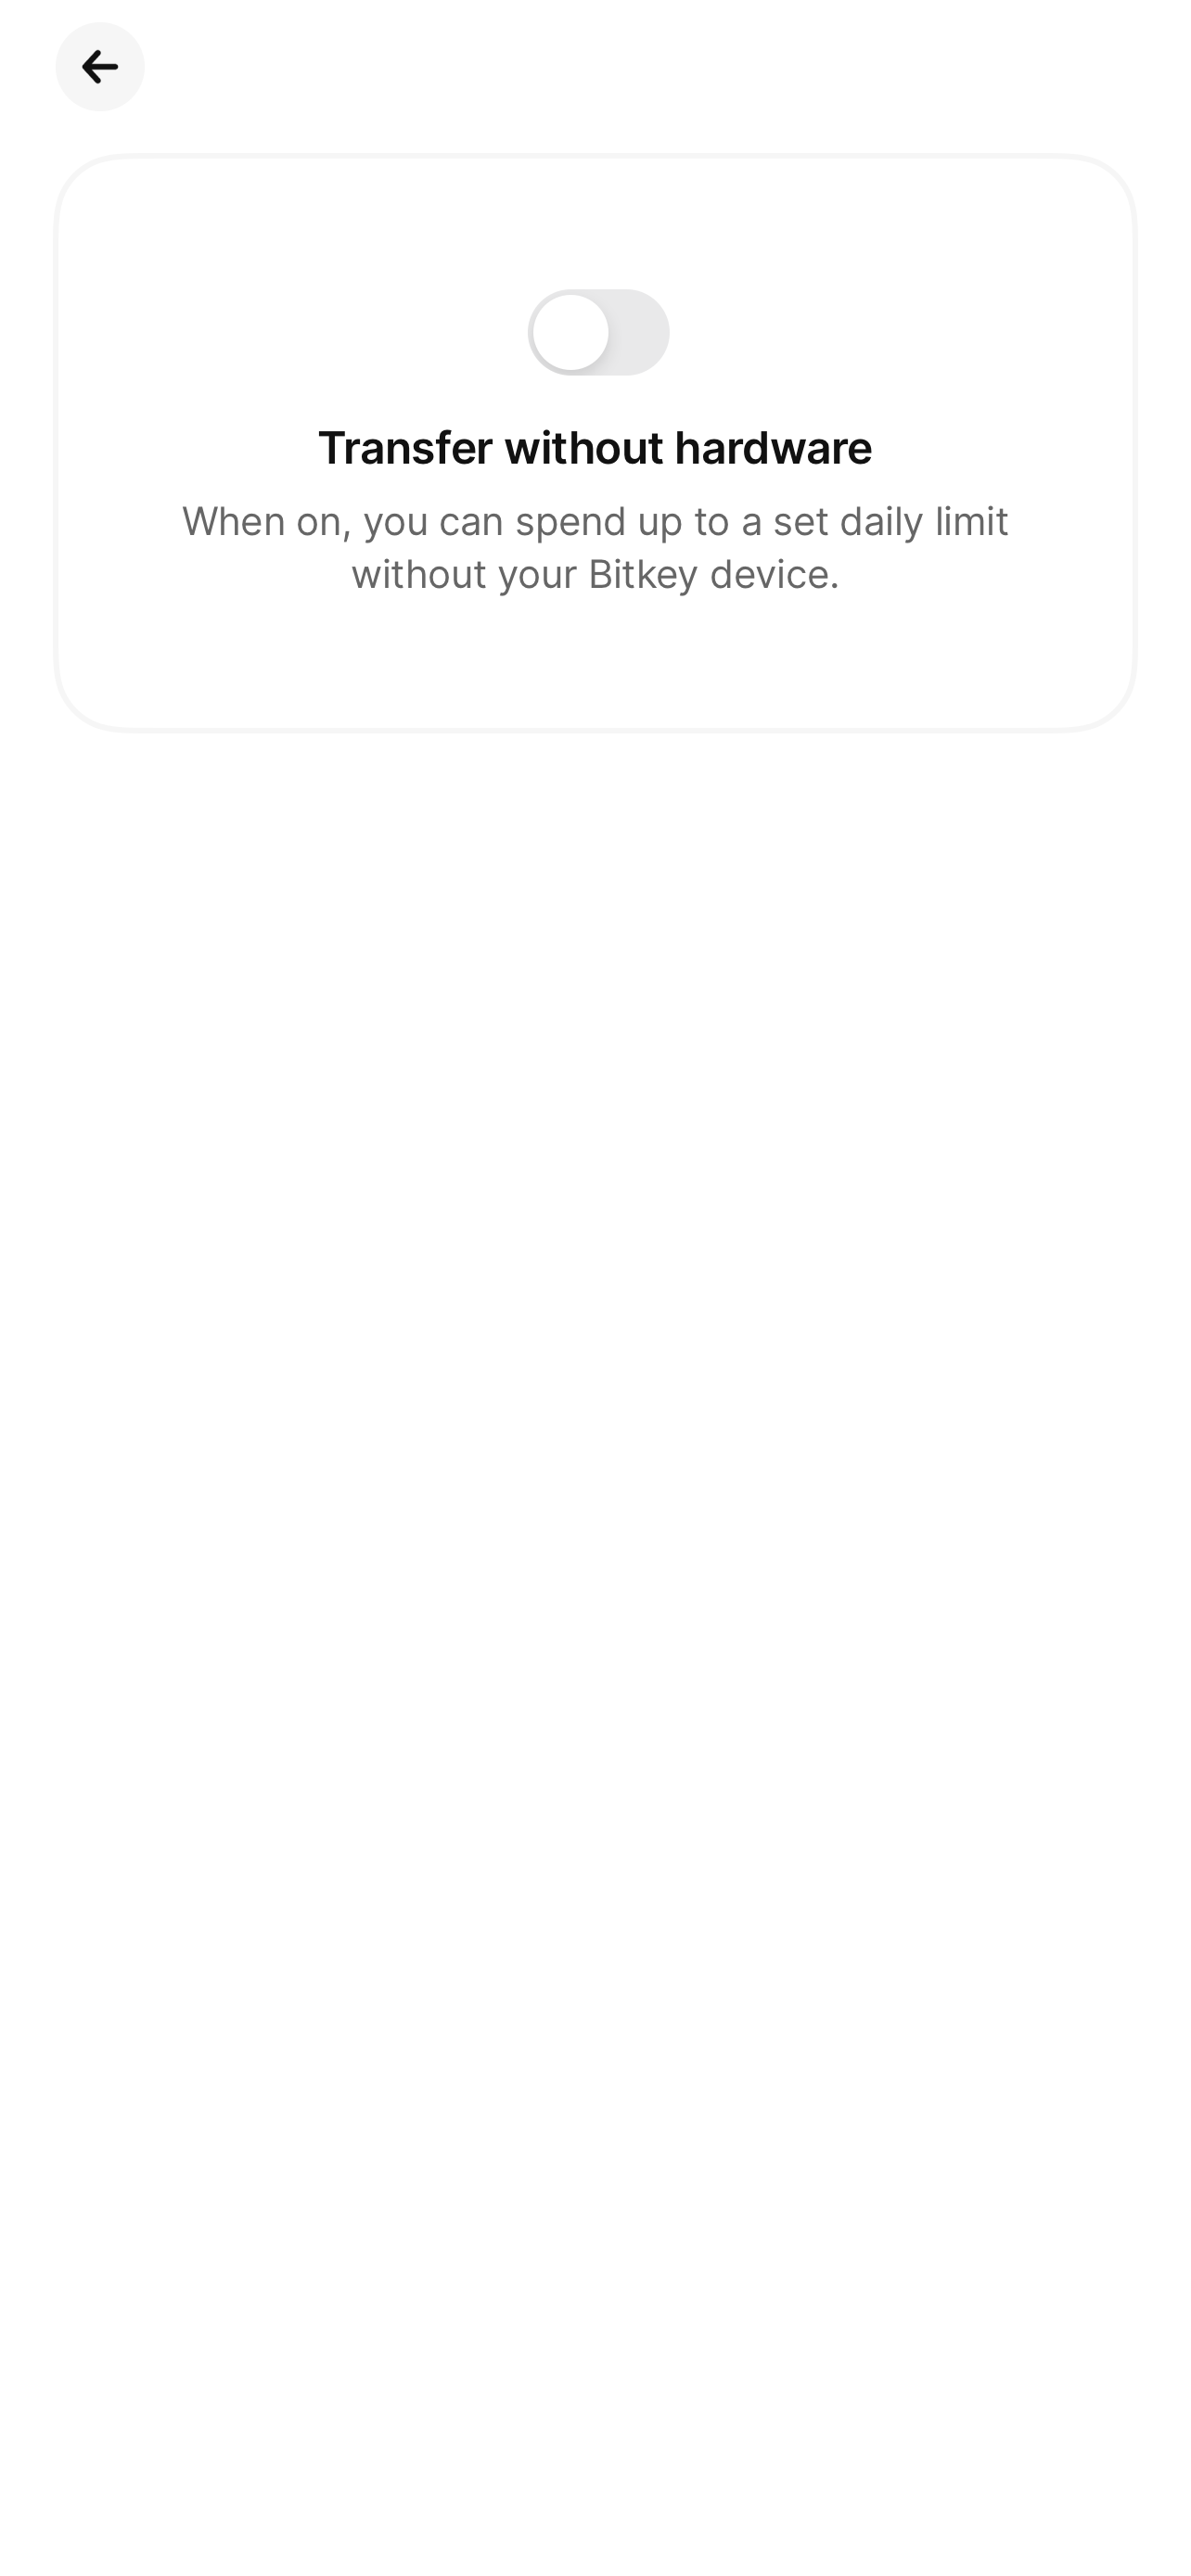 Transfer without hardware
When on, you can spend up to a set daily limit
without your Bitkey device.